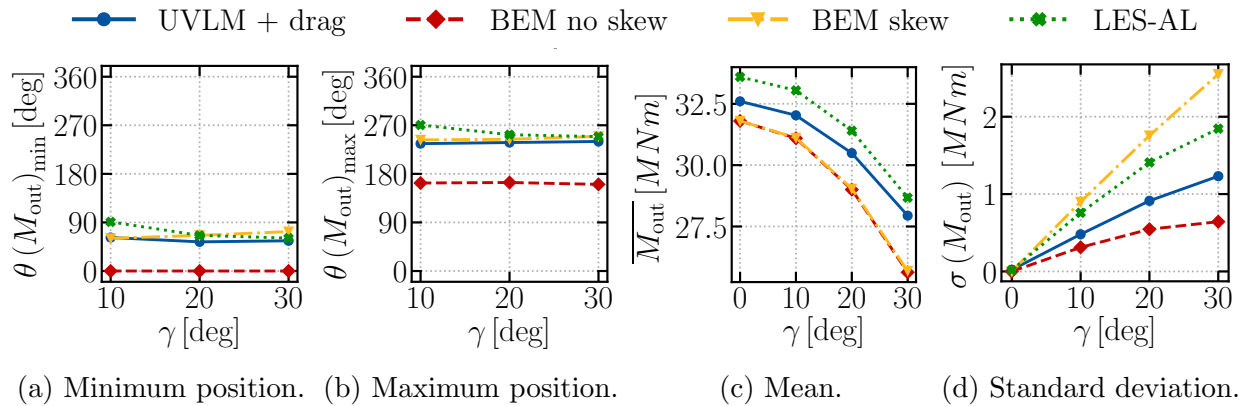 UVLM + drag BEM no skew BEM skew LES-AL
θ (M_out)_min [deg]
360
270
180
90
0
10 20 30
γ [deg]
(a) Minimum position.
θ (M_out)_max [deg]
360
270
180
90
0
10 20 30
γ [deg]
(b) Maximum position.
\overline{M_out} [MNm]
32.5
30.0
27.5
0 10 20 30
γ [deg]
(c) Mean.
σ (M_out) [MNm]
2
1
0
0 10 20 30
γ [deg]
(d) Standard deviation.